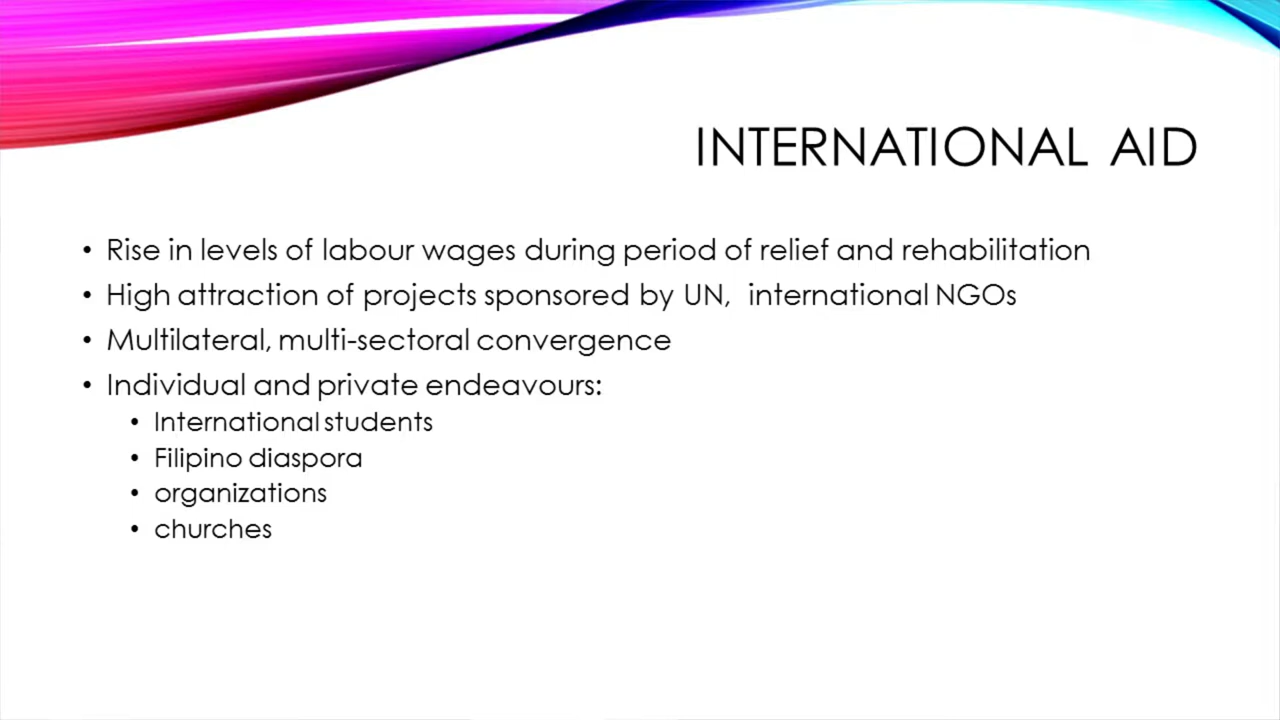 INTERNATIONAL AID
• Rise in levels of labour wages during period of relief and rehabilitation
• High attraction of projects sponsored by UN, international NGOs
• Multilateral, multi-sectoral convergence
• Individual and private endeavours:
• International students
• Filipino diaspora
• organizations
• churches